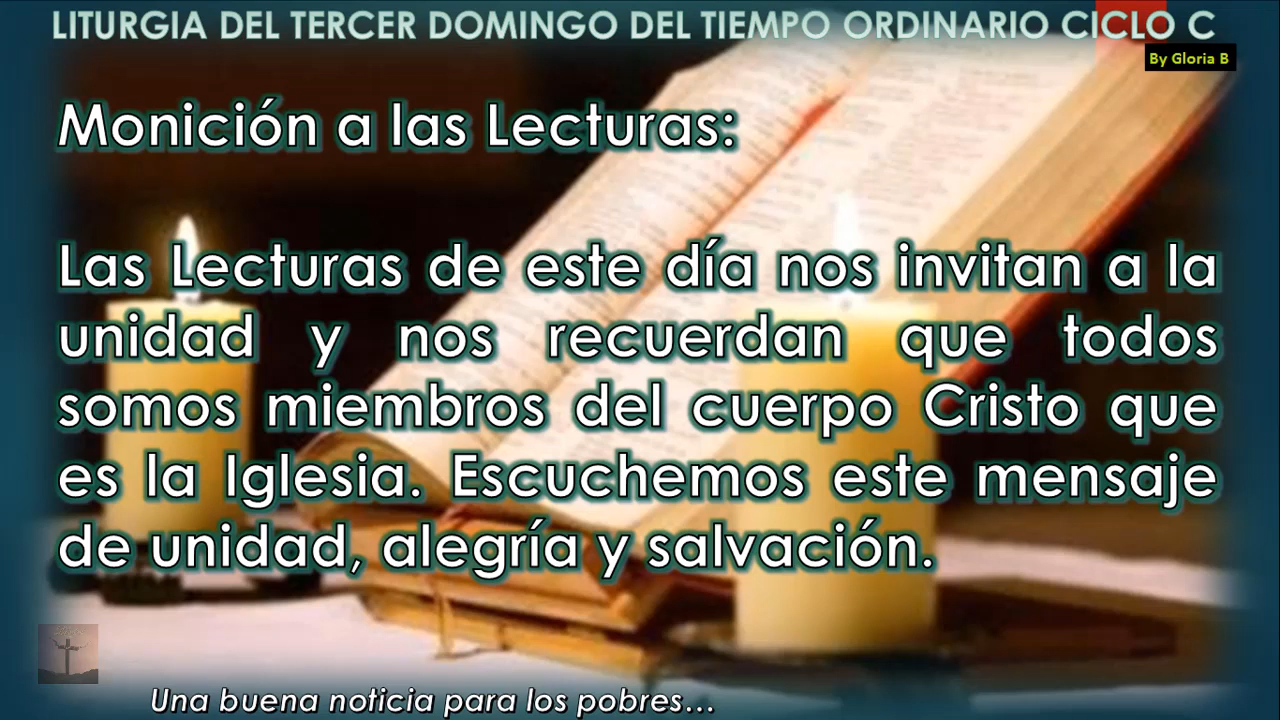 LITURGIA DEL TERCER DOMINGO DEL TIEMPO ORDINARIO CICLO C
By Gloria B
Monición a las Lecturas:
Las Lecturas de este día nos invitan a la
unidad y nos recuerdan que todos
somos miembros del cuerpo Cristo que
es la Iglesia. Escuchemos este mensaje
de unidad, alegría y salvación.
Una buena noticia para los pobres...